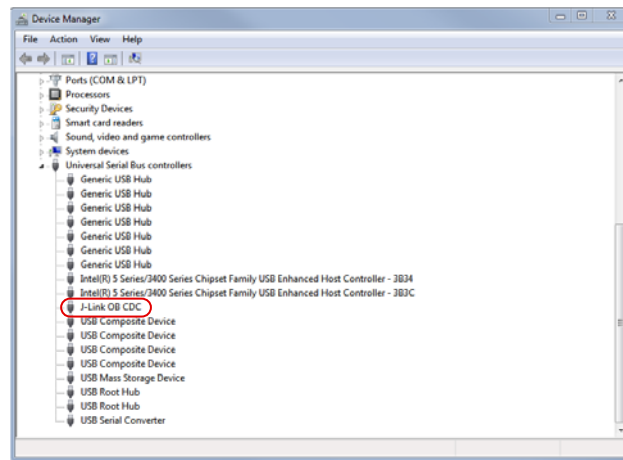 Device Manager
File Action View Help
Ports (COM & LPT)
Processors
Security Devices
Smart card readers
Sound, video and game controllers
System devices
Universal Serial Bus controllers
Generic USB Hub
Generic USB Hub
Generic USB Hub
Generic USB Hub
Generic USB Hub
Generic USB Hub
Generic USB Hub
Intel(R) 5 Series/3400 Series Chipset Family USB Enhanced Host Controller - 3B34
Intel(R) 5 Series/3400 Series Chipset Family USB Enhanced Host Controller - 3B3C
J-Link OB CDC
USB Composite Device
USB Composite Device
USB Composite Device
USB Composite Device
USB Mass Storage Device
USB Root Hub
USB Root Hub
USB Serial Converter